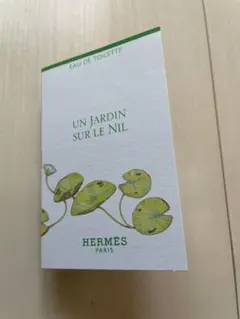 EAU DE TOILETTE
UN JARDIN
SUR LE NIL
HERMÈS
PARIS